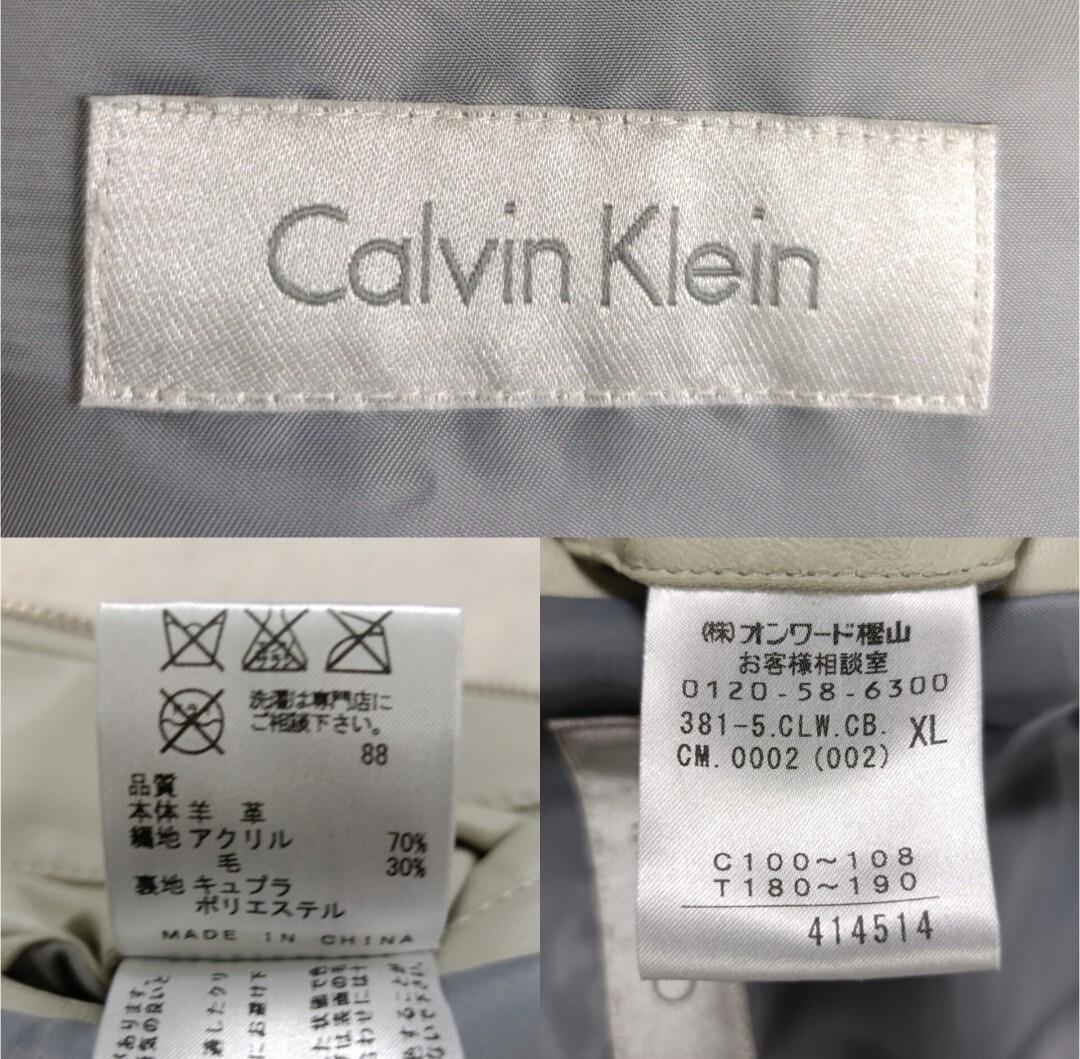 Calvin Klein
洗濯は専門店に
ご相談下さい。
88
品質
本体 羊 革
編地 アクリル 70%
毛 30%
裏地 キュプラ
ポリエステル
MADE IN CHINA
(株)オンワード樫山
お客様相談室
0120-58-6300
381-5.CLW.CB. XL
CM.0002 (002)
C100~108
T180~190
414514